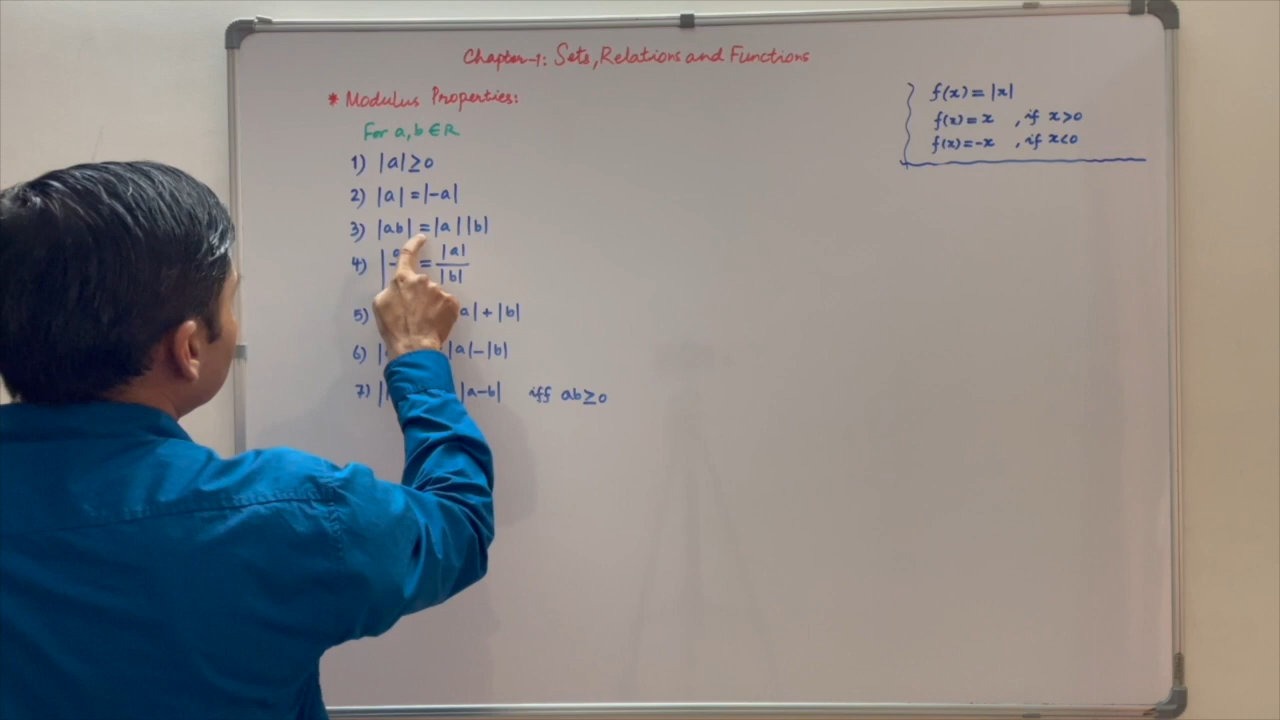 Chapter-1: Sets, Relations and Functions
* Modulus Properties:
For a, b ∈ R
1) |a| ≥ 0
2) |a| = |-a|
3) |ab| = |a| |b|
4) | = |a|/|b|
5) a| + |b|
6) | |a| - |b|
7) | |a-b| iff ab ≥ 0
f(x) = |x|
f(x) = x , if x>0
f(x) = -x , if x<0